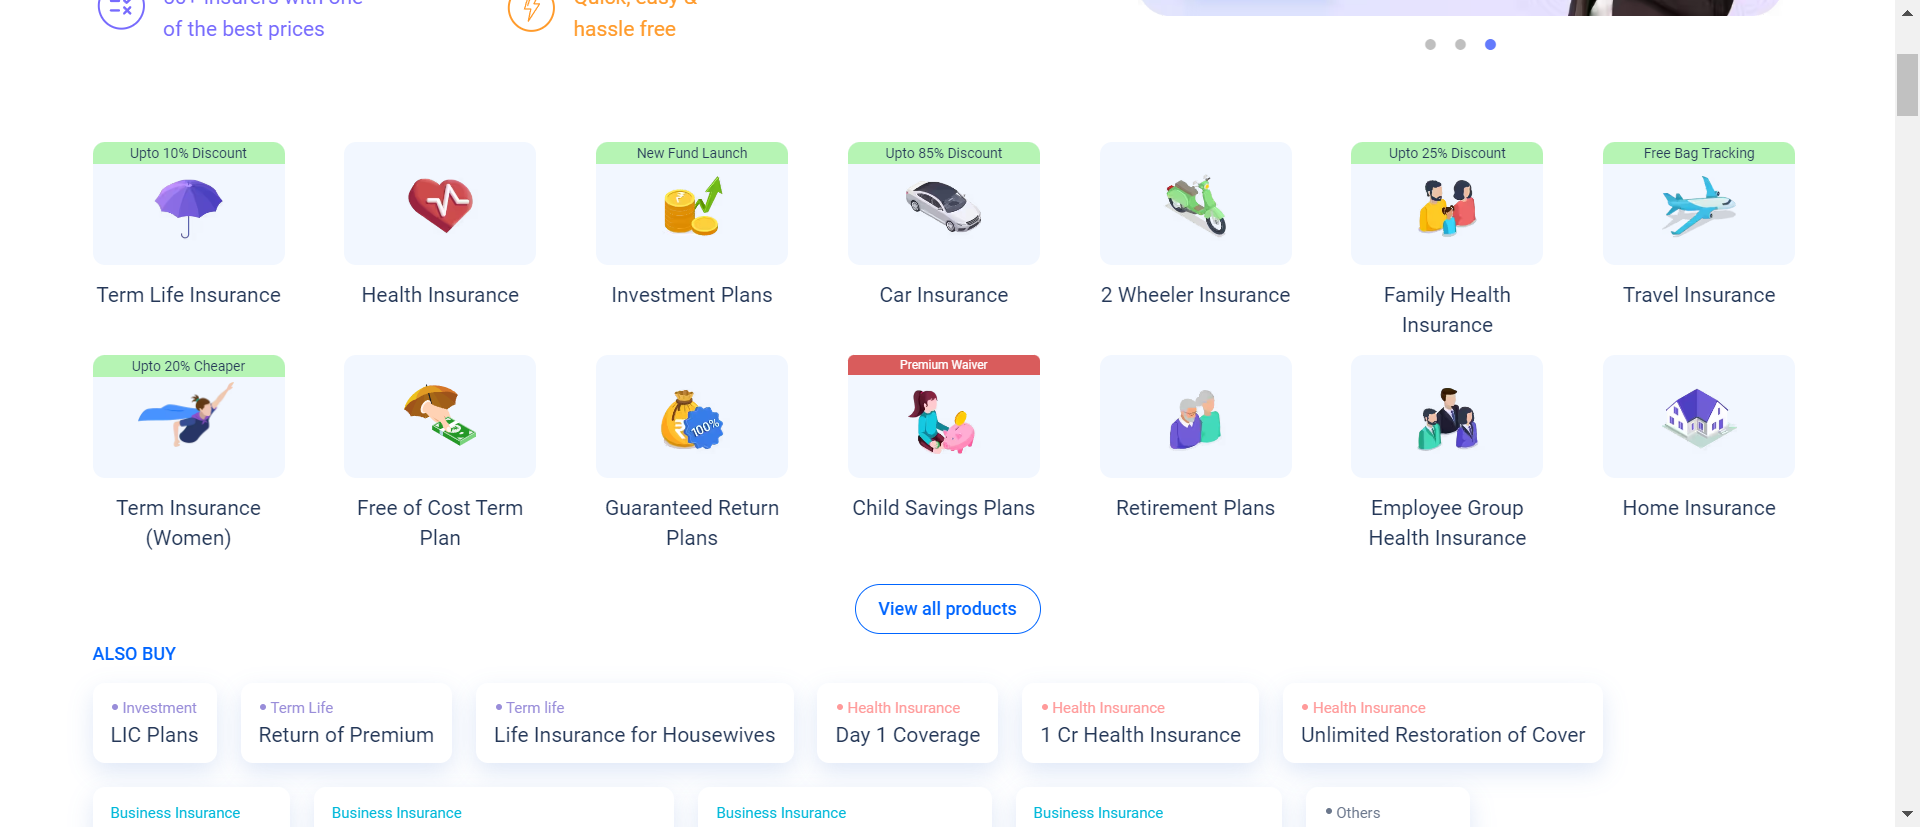 of the best prices
Quick, easy &
hassle free
Upto 10% Discount
New Fund Launch
Upto 85% Discount
Upto 25% Discount
Free Bag Tracking
Term Life Insurance
Health Insurance
Investment Plans
Car Insurance
2 Wheeler Insurance
Family Health
Insurance
Travel Insurance
Upto 20% Cheaper
Premium Waiver
100%
Term Insurance
(Women)
Free of Cost Term
Plan
Guaranteed Return
Plans
Child Savings Plans
Retirement Plans
Employee Group
Health Insurance
Home Insurance
View all products
ALSO BUY
Investment
LIC Plans
Term Life
Return of Premium
Term life
Life Insurance for Housewives
Health Insurance
Day 1 Coverage
Health Insurance
1 Cr Health Insurance
Health Insurance
Unlimited Restoration of Cover
Business Insurance
Business Insurance
Business Insurance
Business Insurance
Others